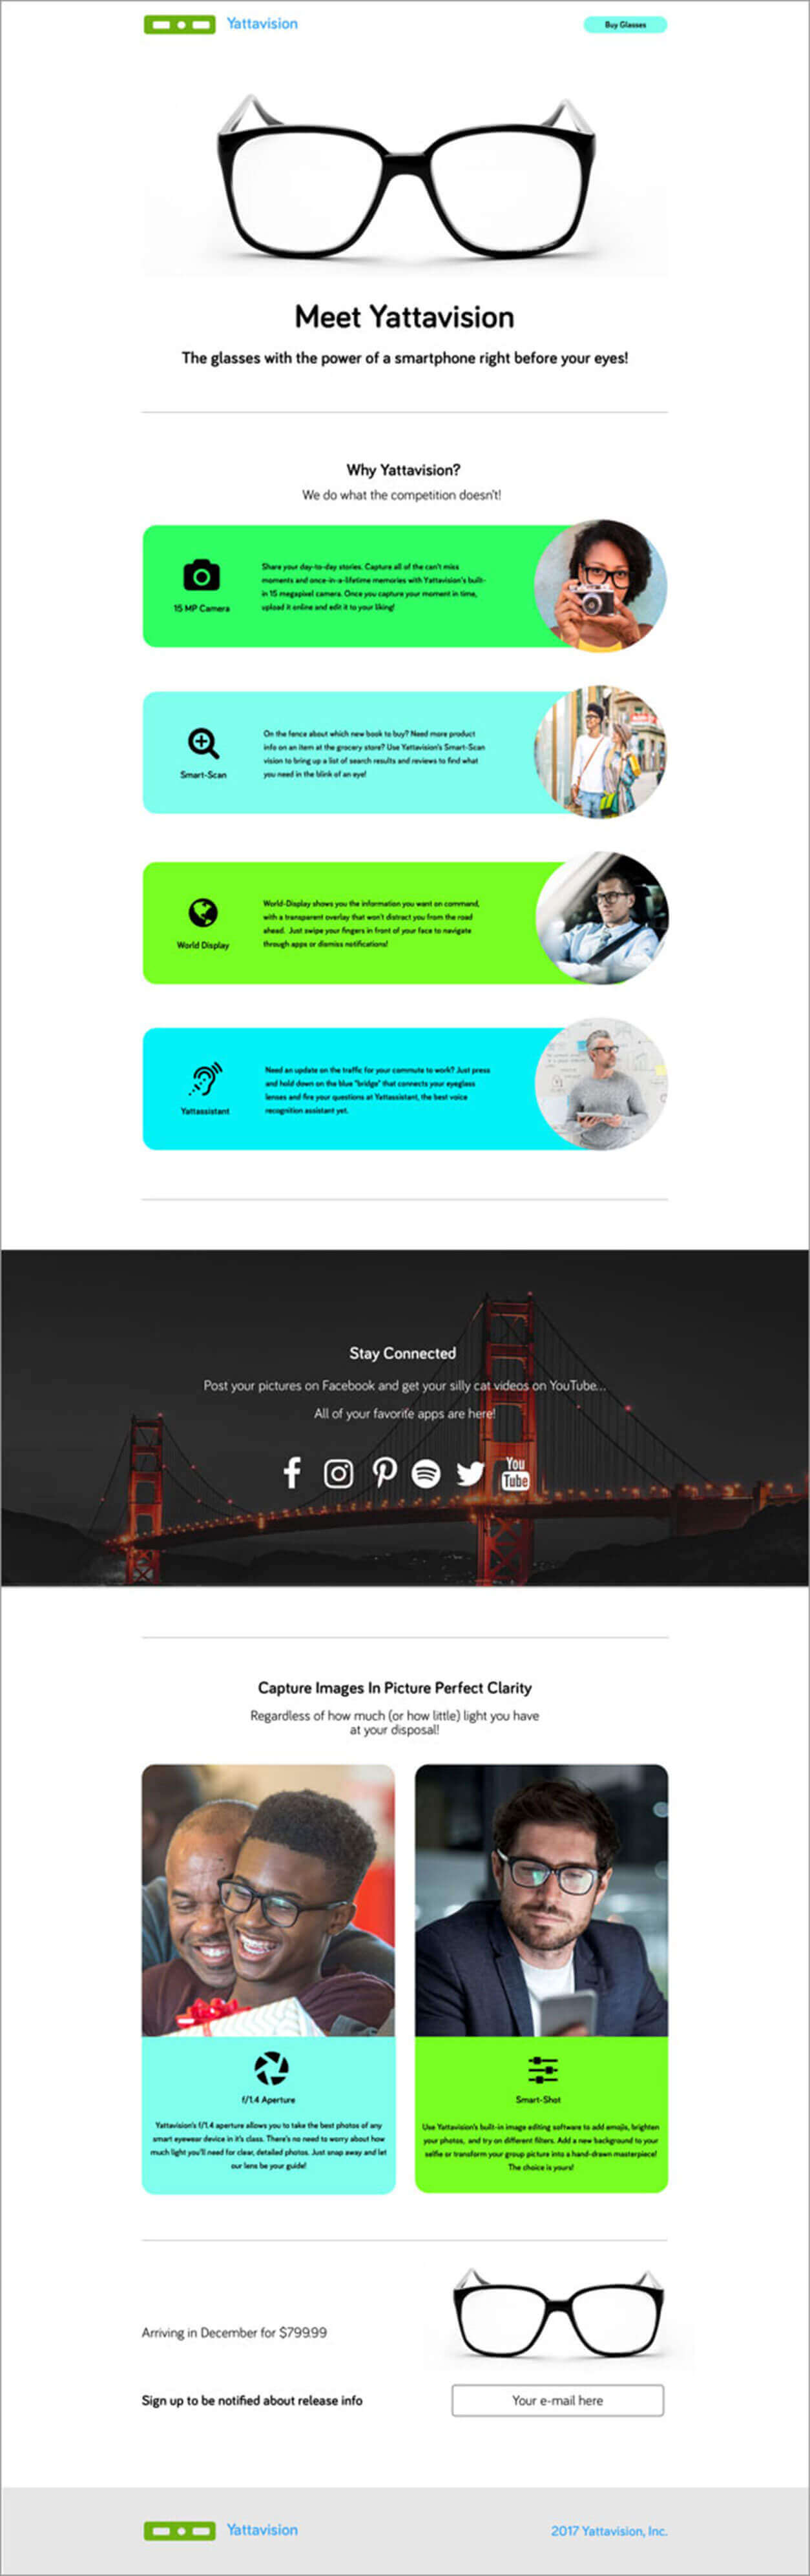 Yattavision
Buy Glasses
Meet Yattavision
The glasses with the power of a smartphone right before your eyes!
Why Yattavision?
We do what the competition doesn't!
15 MP Camera
Share your day-to-day stories. Capture all of the can't miss
moments and once-in-a-lifetime memories with Yattavision's built-
in 15 megapixel camera. Once you capture your moment in time,
upload it online and edit it to your liking!
Smart-Scan
On the fence about which new book to buy? Need more product
info on an item at the grocery store? Use Yattavision's Smart-Scan
vision to bring up a list of search results and reviews to find what
you need in the blink of an eye!
World Display
World-Display shows you the information you want on command,
with a transparent overlay that won't distract you from the road
ahead. Just swipe your fingers in front of your face to navigate
through apps or dismiss notifications!
Yattassistant
Need an update on the traffic for your commute to work? Just press
and hold down on the blue "bridge" that connects your eyeglass
lenses and fire your questions at Yattassistant, the best voice
recognition assistant yet.
Stay Connected
Post your pictures on Facebook and get your silly cat videos on YouTube...
All of your favorite apps are here!
You
Tube
Capture Images In Picture Perfect Clarity
Regardless of how much (or how little) light you have
at your disposal!
f/1.4 Aperture
Yattavision's f/1.4 aperture allows you to take the best photos of any
smart eyewear device in it's class. There's no need to worry about how
much light you'll need for clear, detailed photos. Just snap away and let
our lens be your guide!
Smart-Shot
Use Yattavision's built-in image editing software to add emojis, brighten
your photos, and try on different filters. Add a new background to your
selfie or transform your group picture into a hand-drawn masterpiece!
The choice is yours!
Arriving in December for $799.99
Sign up to be notified about release info
Your e-mail here
Yattavision
2017 Yattavision, Inc.